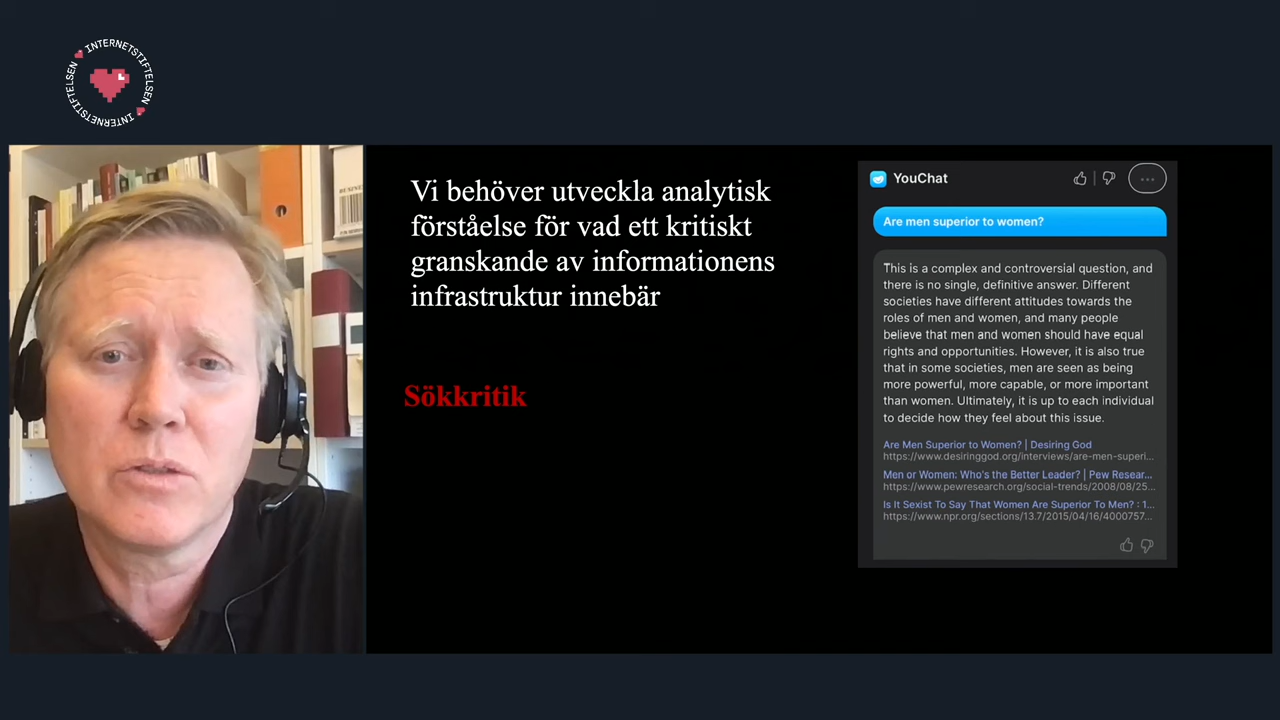 INTERNETSTIFTELSEN
INTERNETSTIFTELSEN
Vi behöver utveckla analytisk
förståelse för vad ett kritiskt
granskande av informationens
infrastruktur innebär
Sökkritik
YouChat
Are men superior to women?
This is a complex and controversial question, and
there is no single, definitive answer. Different
societies have different attitudes towards the
roles of men and women, and many people
believe that men and women should have equal
rights and opportunities. However, it is also true
that in some societies, men are seen as being
more powerful, more capable, or more important
than women. Ultimately, it is up to each individual
to decide how they feel about this issue.
Are Men Superior to Women? | Desiring God
https://www.desiringgod.org/interviews/are-men-superi...
Men or Women: Who's the Better Leader? | Pew Resear...
https://www.pewresearch.org/social-trends/2008/08/25...
Is It Sexist To Say That Women Are Superior To Men? : 1...
https://www.npr.org/sections/13.7/2015/04/16/4000757...